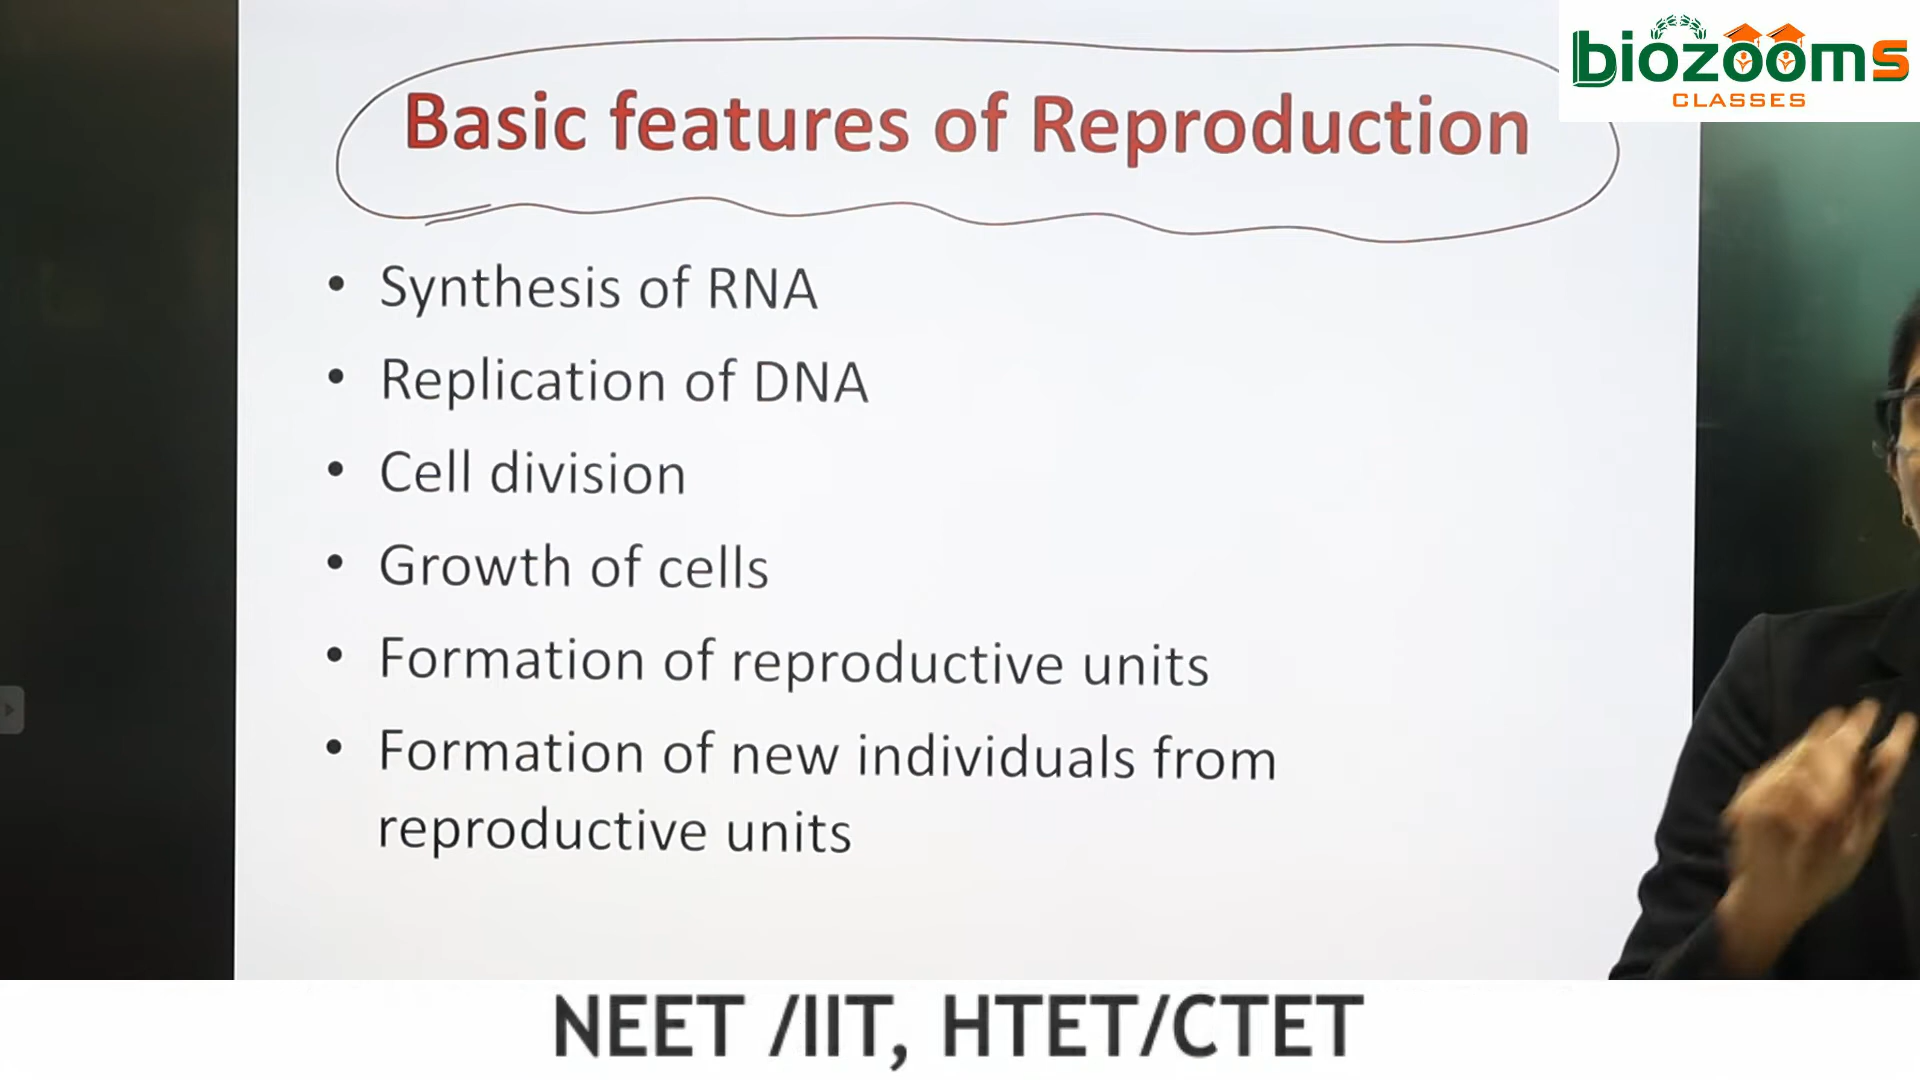 biozooms
CLASSES
Basic features of Reproduction
• Synthesis of RNA
• Replication of DNA
• Cell division
• Growth of cells
• Formation of reproductive units
• Formation of new individuals from
reproductive units
NEET /IIT, HTET/CTET